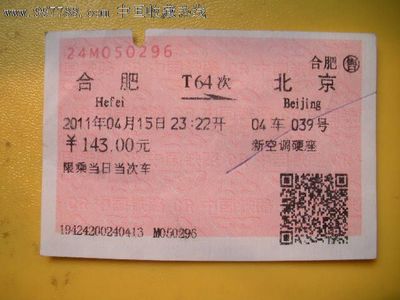 www.997788.com 中国收藏热线
24M050296
合肥 售
合肥 T64次 北京
Hefei Beijing
2011年04月15日 23:22开 04车 039号
￥143.00元 新空调硬座
限乘当日当次车
19424200240413 M050296